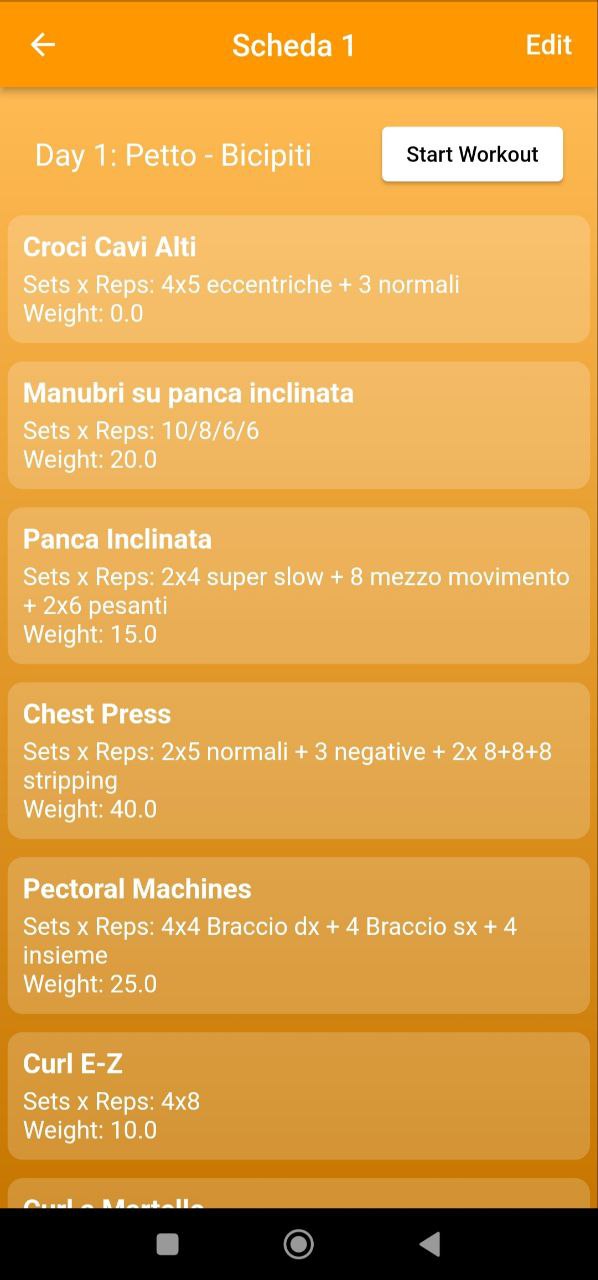 Scheda 1
Edit
Day 1: Petto - Bicipiti
Start Workout
Croci Cavi Alti
Sets x Reps: 4x5 eccentriche + 3 normali
Weight: 0.0
Manubri su panca inclinata
Sets x Reps: 10/8/6/6
Weight: 20.0
Panca Inclinata
Sets x Reps: 2x4 super slow + 8 mezzo movimento
+ 2x6 pesanti
Weight: 15.0
Chest Press
Sets x Reps: 2x5 normali + 3 negative + 2x 8+8+8
stripping
Weight: 40.0
Pectoral Machines
Sets x Reps: 4x4 Braccio dx + 4 Braccio sx + 4
insieme
Weight: 25.0
Curl E-Z
Sets x Reps: 4x8
Weight: 10.0
Curl a Martello